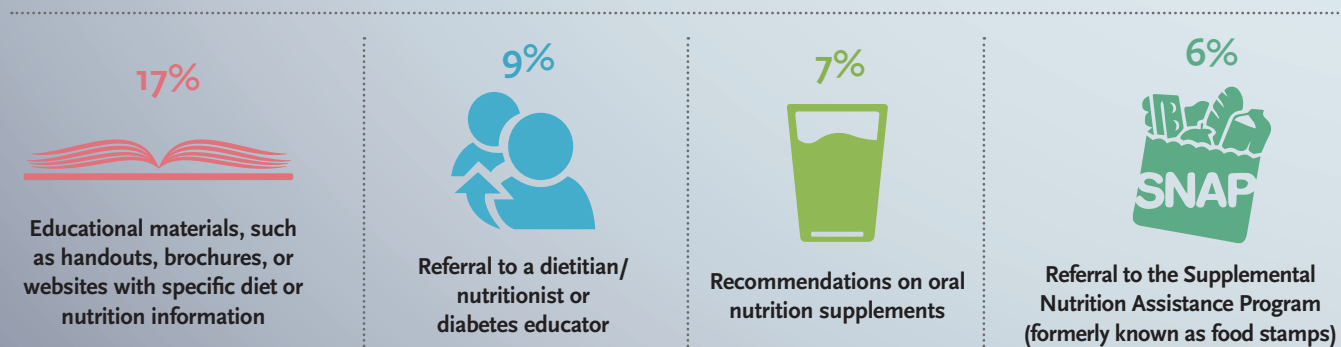 17%
Educational materials, such
as handouts, brochures, or
websites with specific diet or
nutrition information
9%
Referral to a dietitian/
nutritionist or
diabetes educator
7%
Recommendations on oral
nutrition supplements
6%
SNAP
Referral to the Supplemental
Nutrition Assistance Program
(formerly known as food stamps)